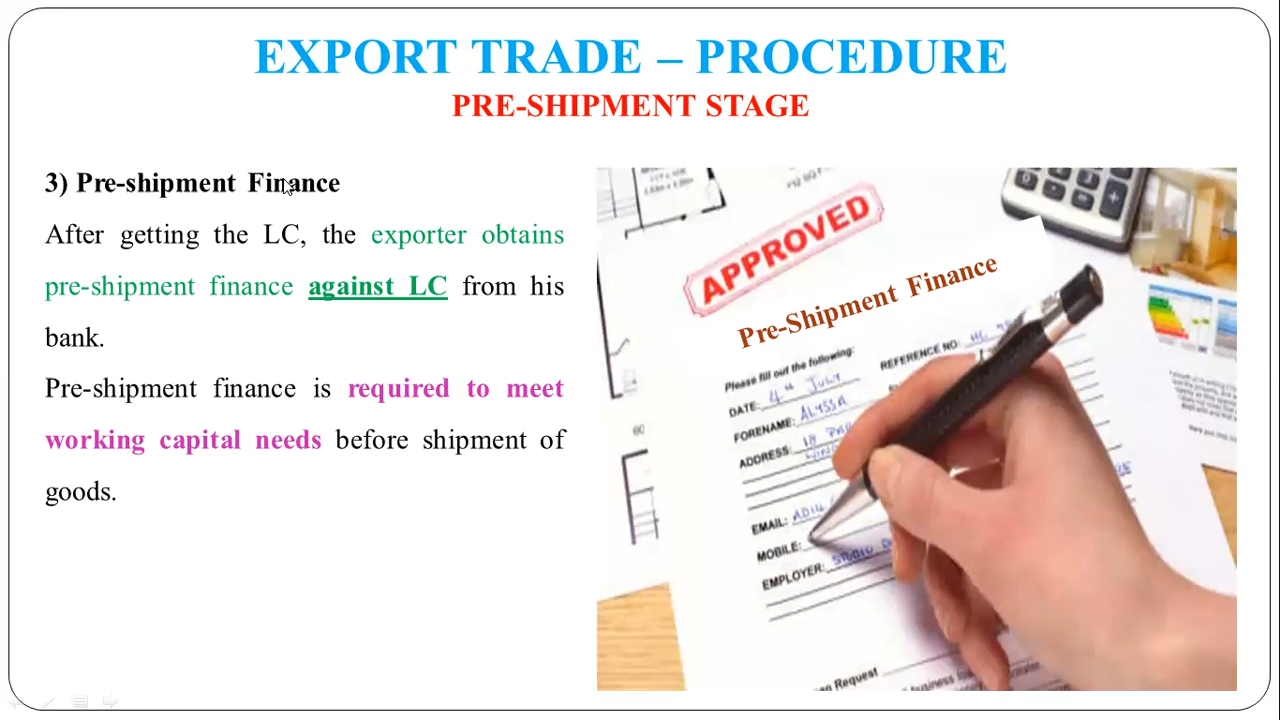 EXPORT TRADE – PROCEDURE
PRE-SHIPMENT STAGE
3) Pre-shipment Finance
After getting the LC, the exporter obtains
pre-shipment finance against LC from his
bank.
Pre-shipment finance is required to meet
working capital needs before shipment of
goods.
APPROVED
Pre-Shipment Finance
Please fill out the following:
REFERENCE NO:
DATE: 4TH JULY
FORENAME: ALYSSA
ADDRESS: 18
EMAIL:
MOBILE:
EMPLOYER: STUDIO
Request